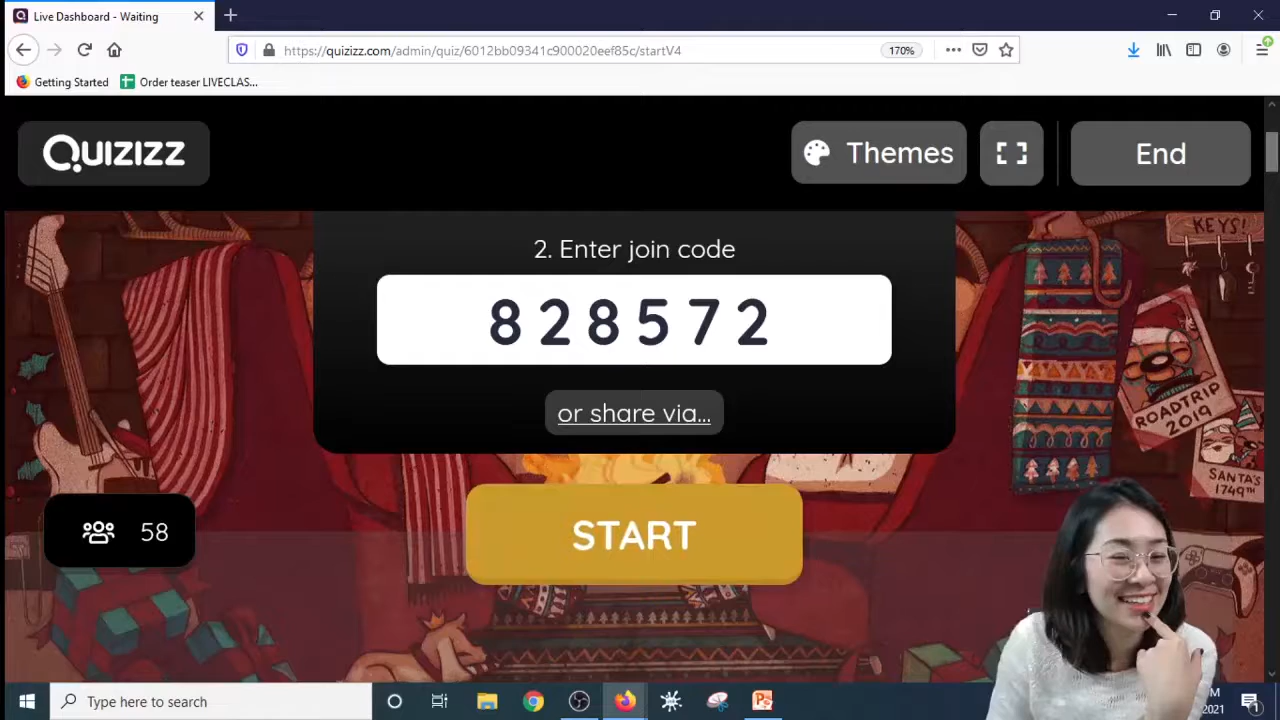 Live Dashboard - Waiting
https://quizizz.com/admin/quiz/6012bb09341c900020eef85c/startV4
170%
Getting Started
Order teaser LIVECLAS...
QUIZIZZ
Themes
End
2. Enter join code
8 2 8 5 7 2
or share via...
START
58
KEYS!
ROADTRIP
2019
SANTA'S
1749TH
Type here to search
M
2021
1